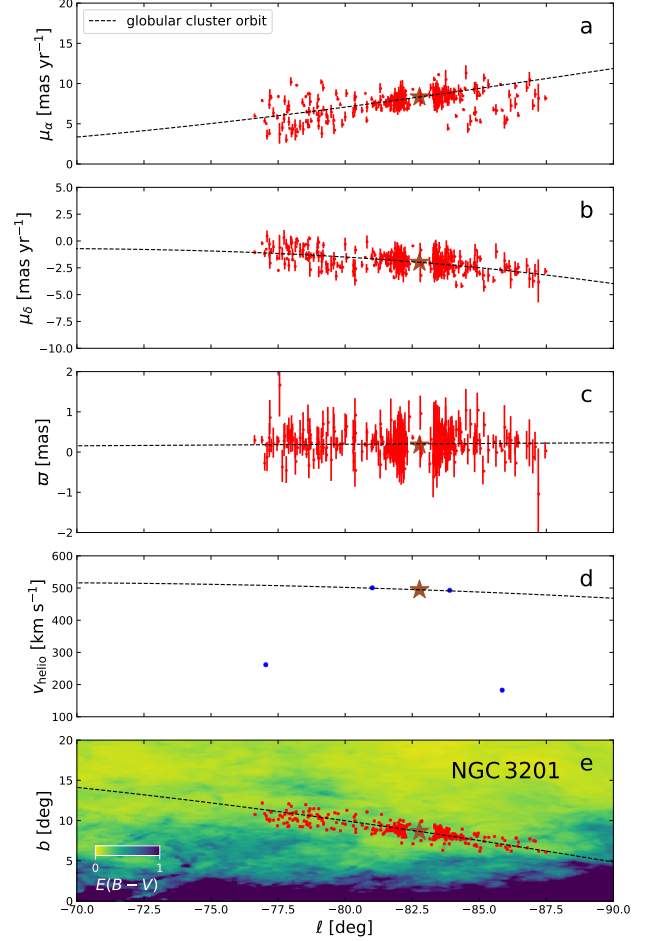 globular cluster orbit
a
20
15
10
5
0
μα [mas yr⁻¹]
b
5.0
2.5
0.0
−2.5
−5.0
−7.5
−10.0
μδ [mas yr⁻¹]
c
2
1
0
−1
−2
ϖ [mas]
d
600
500
400
300
200
100
v_helio [km s⁻¹]
NGC 3201 e
20
15
10
5
0
b [deg]
0 1
E(B − V)
−70.0 −72.5 −75.0 −77.5 −80.0 −82.5 −85.0 −87.5 −90.0
ℓ [deg]